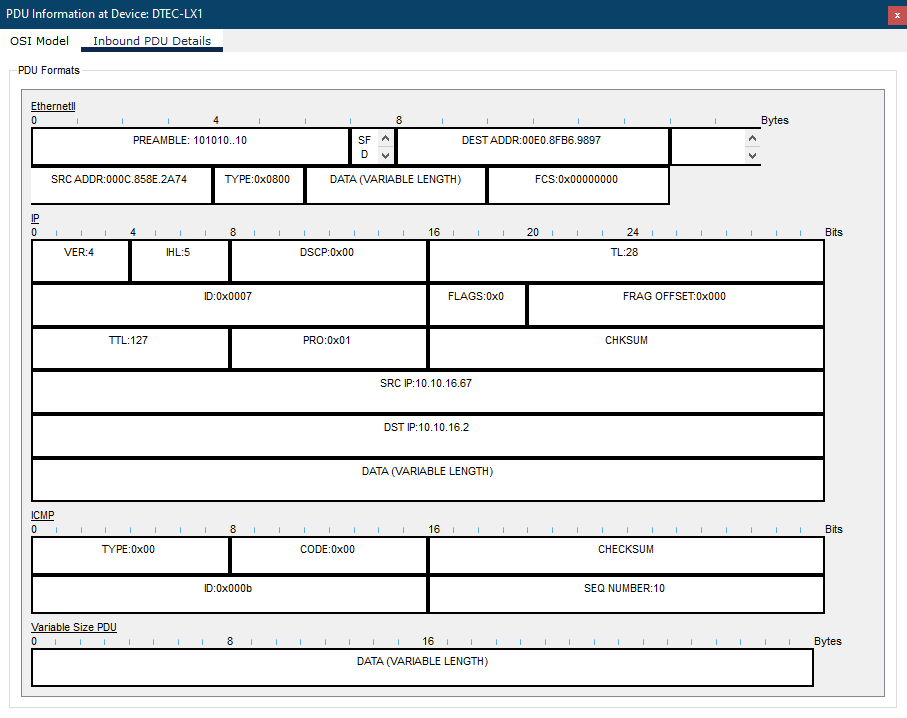 PDU Information at Device: DTEC-LX1
x
OSI Model Inbound PDU Details
PDU Formats
EthernetII
0 4 8 Bytes
PREAMBLE: 101010..10 SF D DEST ADDR:00E0.8FB6.9897
SRC ADDR:000C.858E.2A74 TYPE:0x0800 DATA (VARIABLE LENGTH) FCS:0x00000000
IP
0 4 8 16 20 24 Bits
VER:4 IHL:5 DSCP:0x00 TL:28
ID:0x0007 FLAGS:0x0 FRAG OFFSET:0x000
TTL:127 PRO:0x01 CHKSUM
SRC IP:10.10.16.67
DST IP:10.10.16.2
DATA (VARIABLE LENGTH)
ICMP
0 8 16 Bits
TYPE:0x00 CODE:0x00 CHECKSUM
ID:0x000b SEQ NUMBER:10
Variable Size PDU
0 8 16 Bytes
DATA (VARIABLE LENGTH)